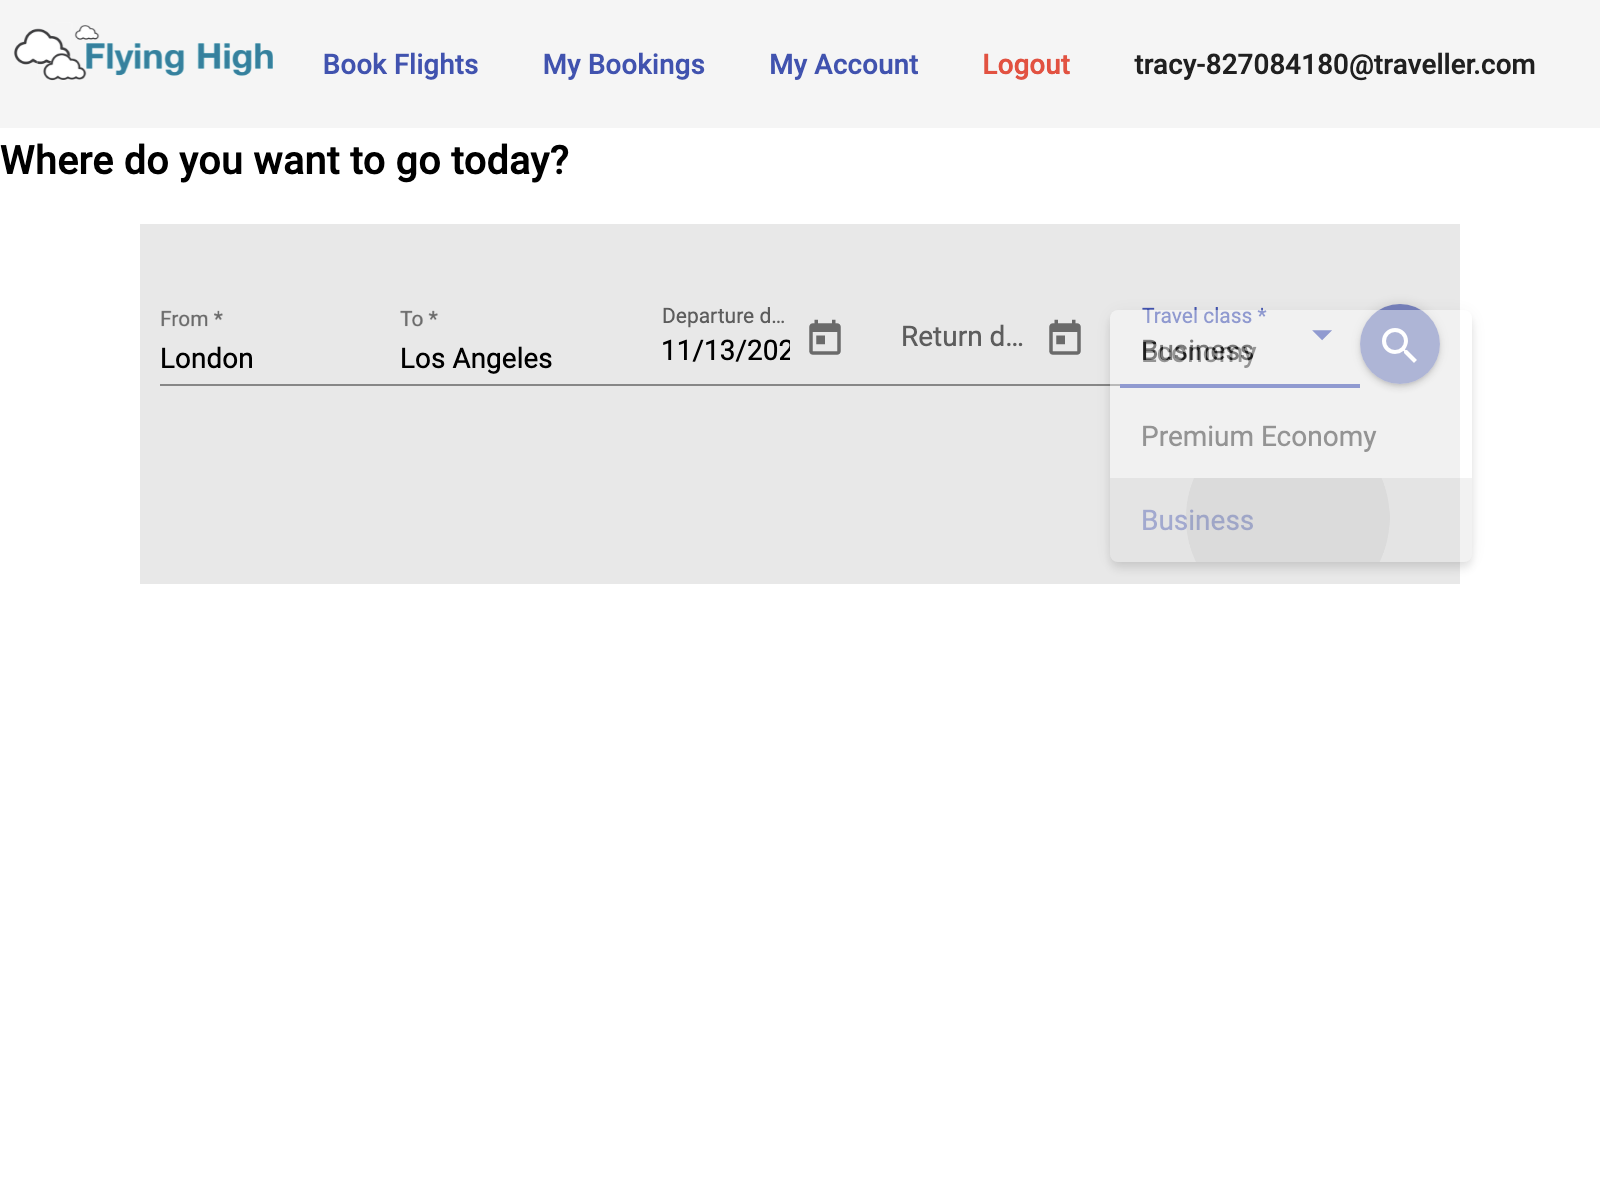 Flying High
Book Flights
My Bookings
My Account
Logout
tracy-827084180@traveller.com
Where do you want to go today?
From *
London
To *
Los Angeles
Departure d...
11/13/202
Return d...
Travel class *
Business
Economy
Premium Economy
Business